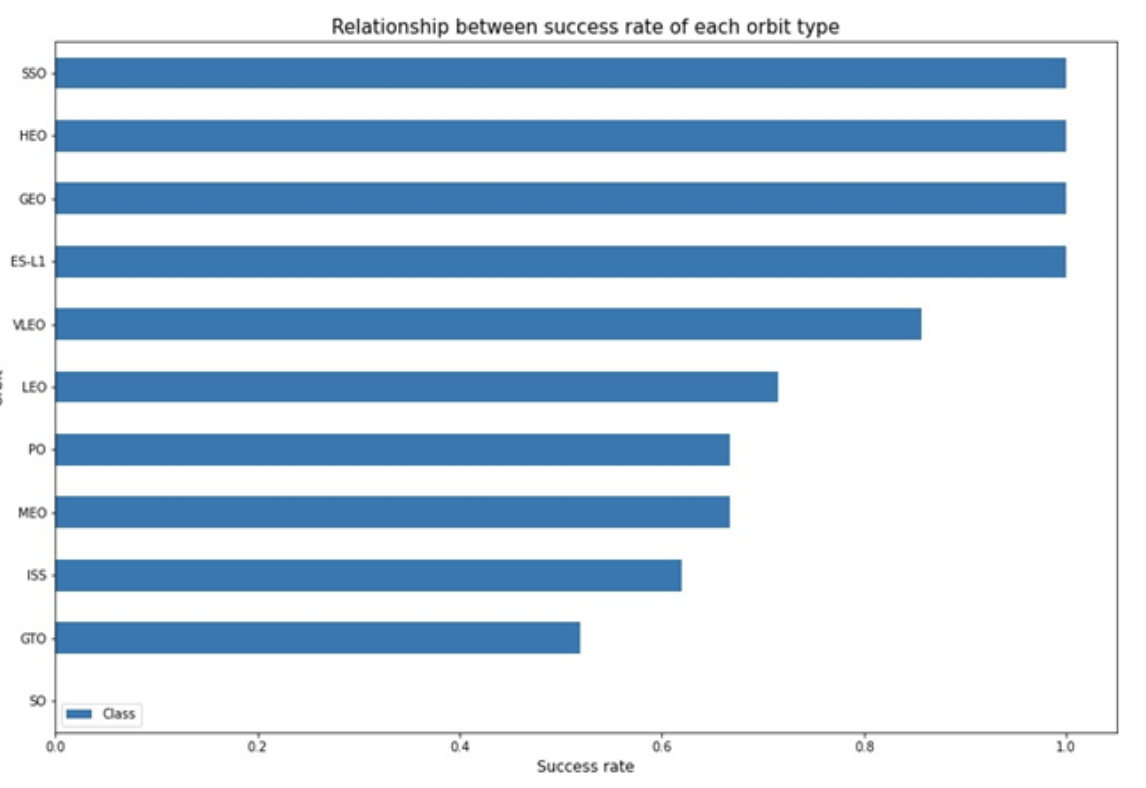 Relationship between success rate of each orbit type
SSO
HEO
GEO
ES-L1
VLEO
LEO
PO
MEO
ISS
GTO
SO
Class
0.0 0.2 0.4 0.6 0.8 1.0
Success rate